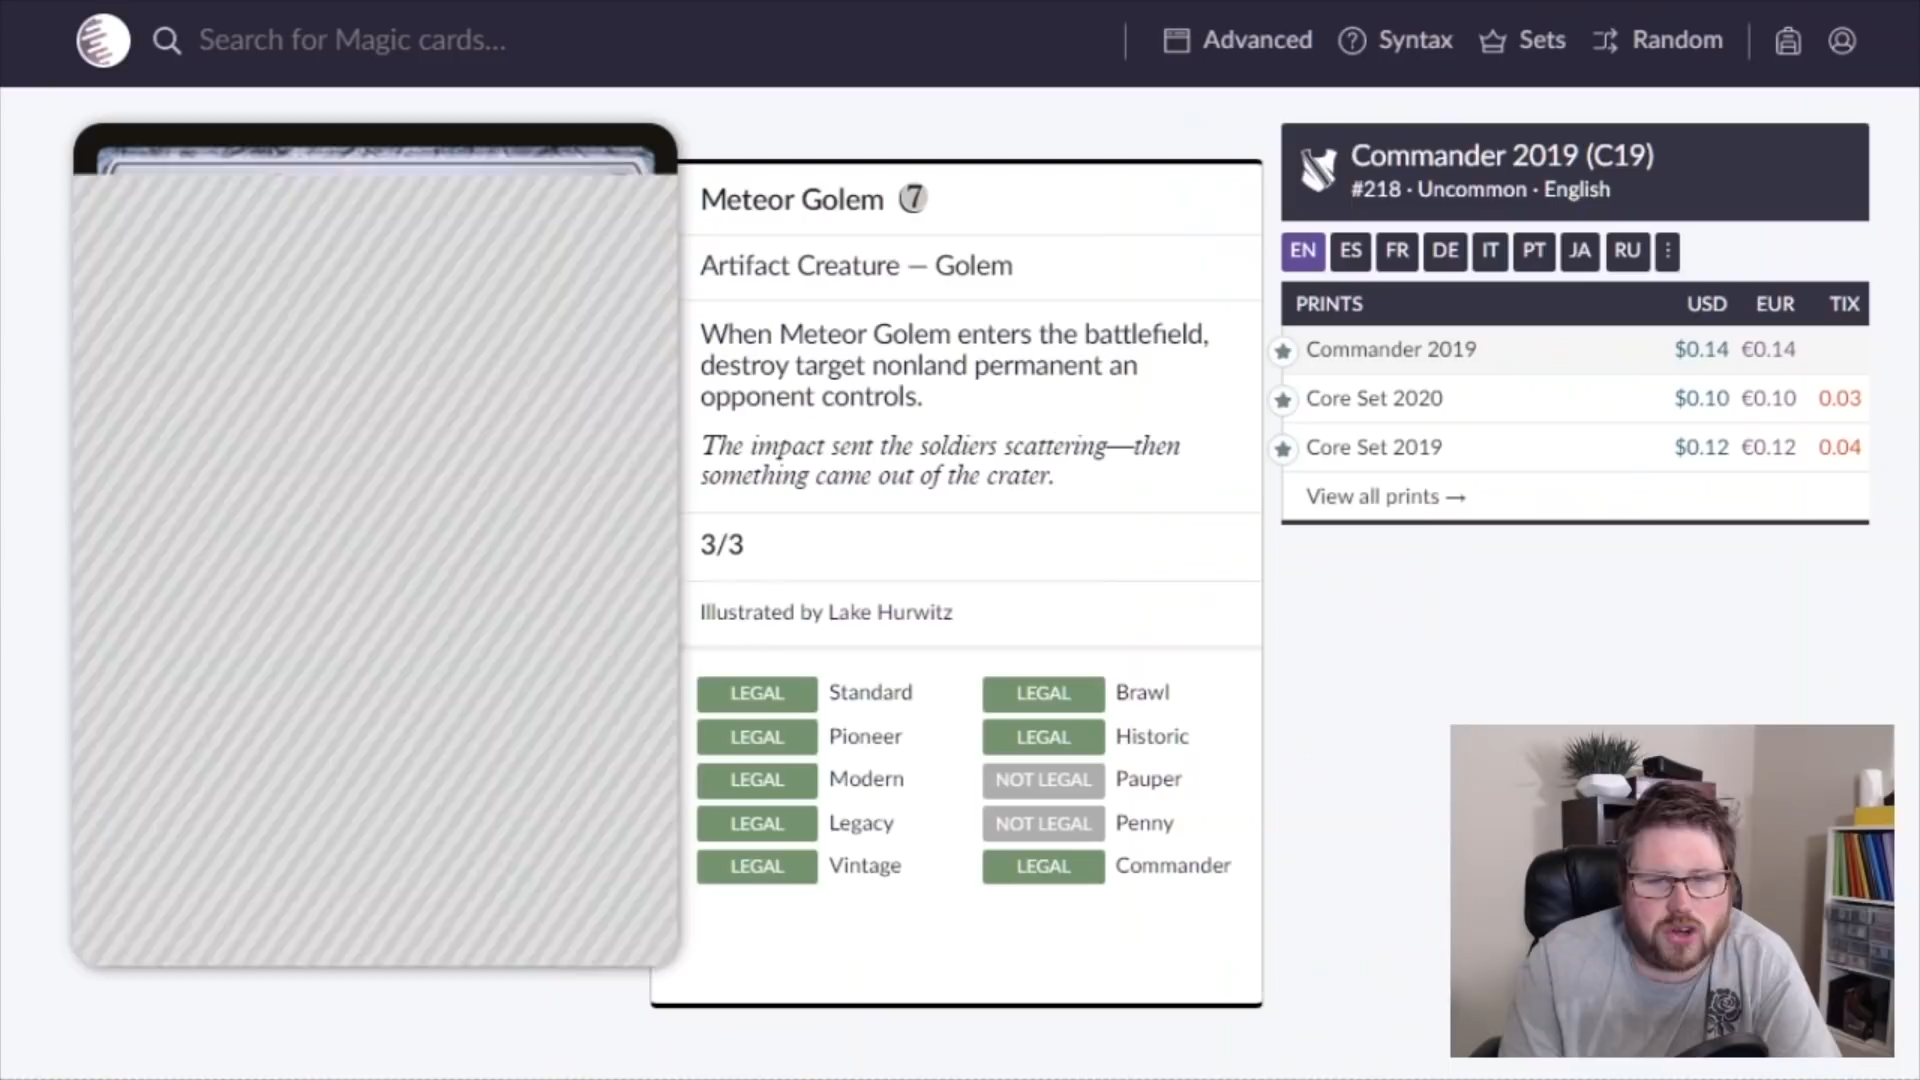 Search for Magic cards...
Advanced
Syntax
Sets
Random
Meteor Golem 7
Artifact Creature — Golem
When Meteor Golem enters the battlefield,
destroy target nonland permanent an
opponent controls.
The impact sent the soldiers scattering—then
something came out of the crater.
3/3
Illustrated by Lake Hurwitz
LEGAL Standard LEGAL Brawl
LEGAL Pioneer LEGAL Historic
LEGAL Modern NOT LEGAL Pauper
LEGAL Legacy NOT LEGAL Penny
LEGAL Vintage LEGAL Commander
Commander 2019 (C19)
#218 · Uncommon · English
EN ES FR DE IT PT JA RU
PRINTS USD EUR TIX
Commander 2019 $0.14 €0.14
Core Set 2020 $0.10 €0.10 0.03
Core Set 2019 $0.12 €0.12 0.04
View all prints →